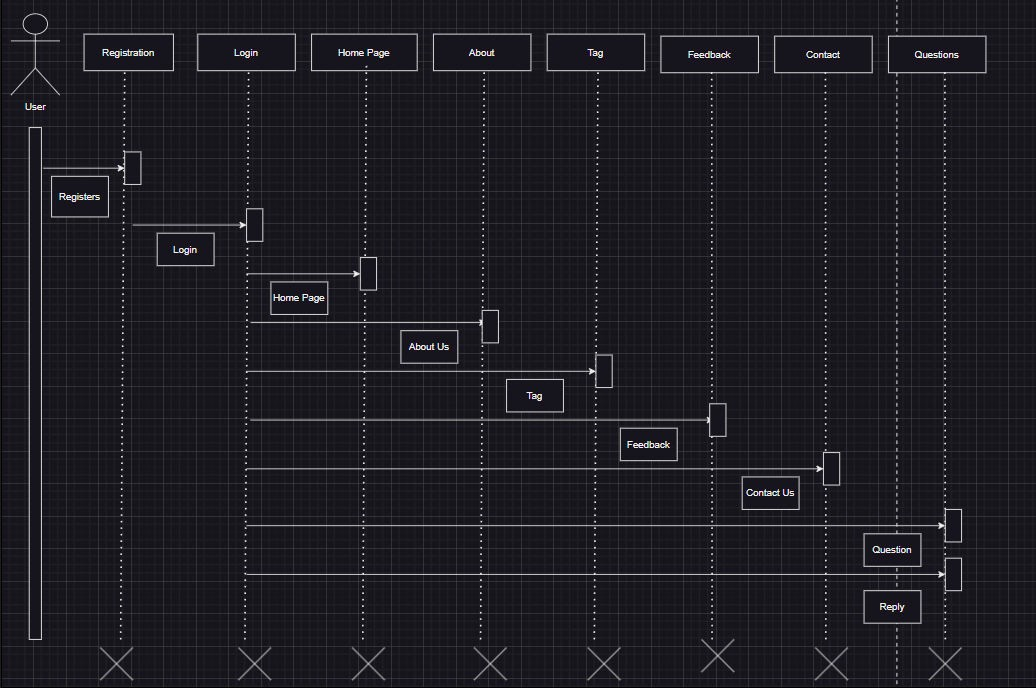 Registration
Login
Home Page
About
Tag
Feedback
Contact
Questions
User
Registers
Login
Home Page
About Us
Tag
Feedback
Contact Us
Question
Reply